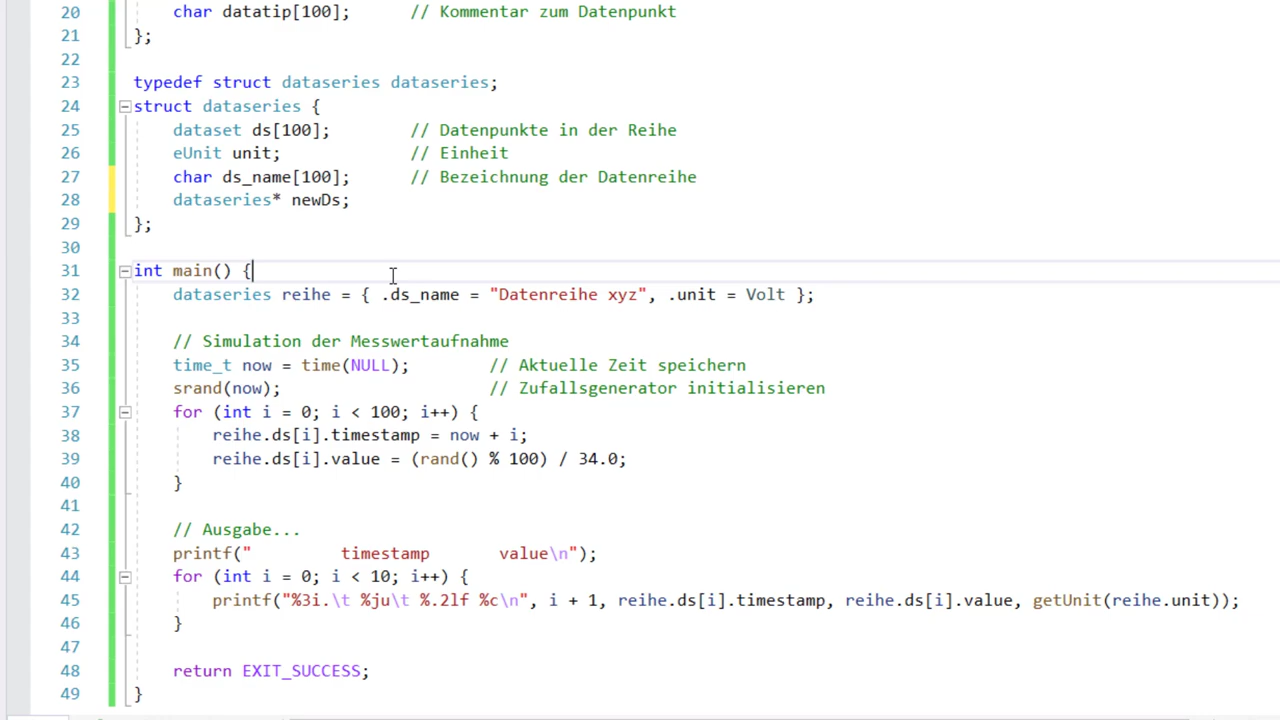 20 char datatip[100]; // Kommentar zum Datenpunkt
21 };
22
23 typedef struct dataseries dataseries;
24 struct dataseries {
25 dataset ds[100]; // Datenpunkte in der Reihe
26 eUnit unit; // Einheit
27 char ds_name[100]; // Bezeichnung der Datenreihe
28 dataseries* newDs;
29 };
30
31 int main() {
32 dataseries reihe = { .ds_name = "Datenreihe xyz", .unit = Volt };
33
34 // Simulation der Messwertaufnahme
35 time_t now = time(NULL); // Aktuelle Zeit speichern
36 srand(now); // Zufallsgenerator initialisieren
37 for (int i = 0; i < 100; i++) {
38 reihe.ds[i].timestamp = now + i;
39 reihe.ds[i].value = (rand() % 100) / 34.0;
40 }
41
42 // Ausgabe...
43 printf("         timestamp       value\n");
44 for (int i = 0; i < 10; i++) {
45 printf("%3i.\t %ju\t %.2lf %c\n", i + 1, reihe.ds[i].timestamp, reihe.ds[i].value, getUnit(reihe.unit));
46 }
47
48 return EXIT_SUCCESS;
49 }